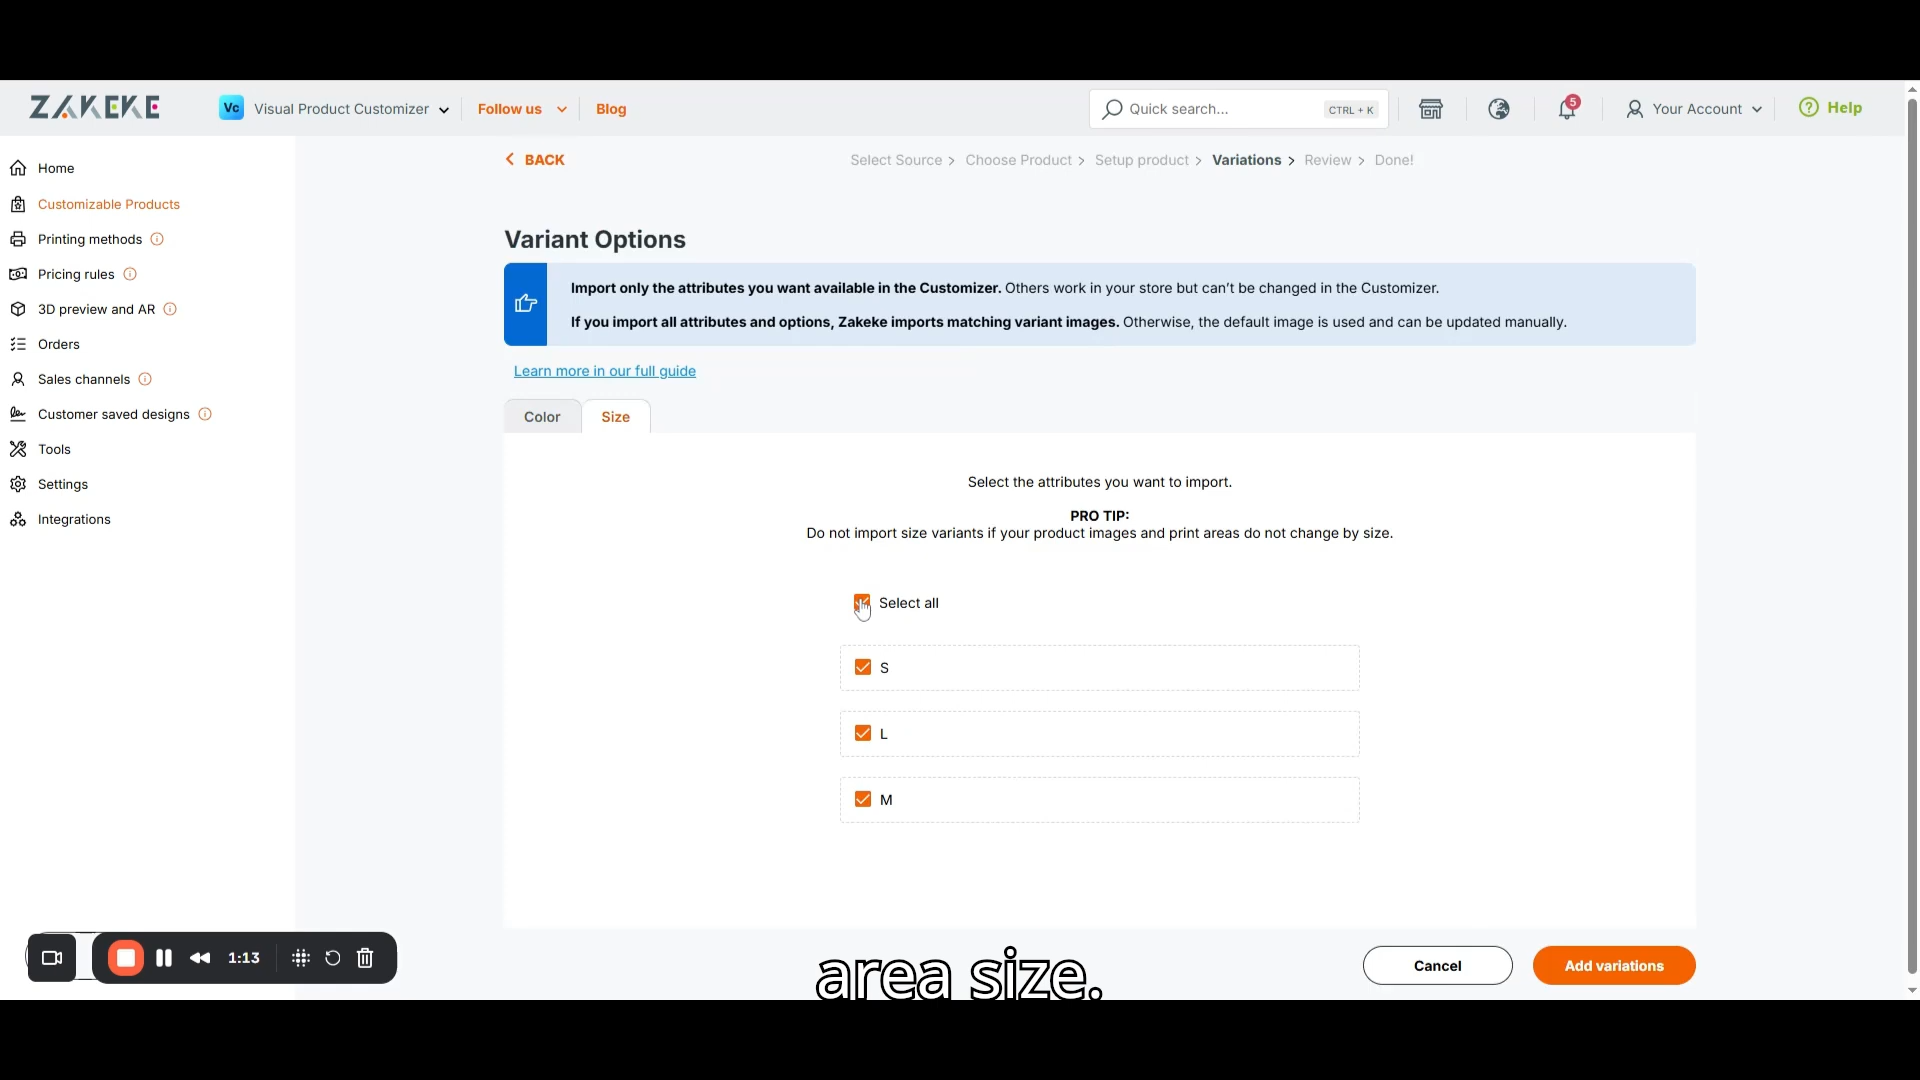 ZAKEKE
Vc Visual Product Customizer
Follow us
Blog
Quick search...
CTRL + K
5
Your Account
Help
Home
Customizable Products
Printing methods
Pricing rules
3D preview and AR
Orders
Sales channels
Customer saved designs
Tools
Settings
Integrations
BACK
Select Source > Choose Product > Setup product > Variations > Review > Done!
Variant Options
Import only the attributes you want available in the Customizer. Others work in your store but can't be changed in the Customizer.
If you import all attributes and options, Zakeke imports matching variant images. Otherwise, the default image is used and can be updated manually.
Learn more in our full guide
Color
Size
Select the attributes you want to import.
PRO TIP:
Do not import size variants if your product images and print areas do not change by size.
Select all
S
L
M
1:13
area size.
Cancel
Add variations